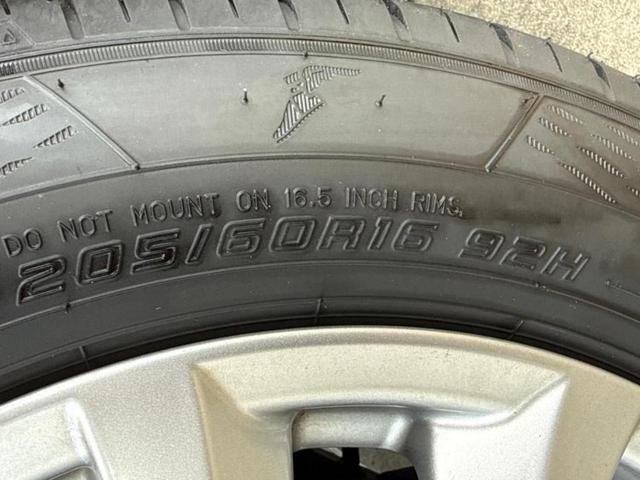 DO NOT MOUNT ON 16.5 INCH RIMS.
205/60R16 92H